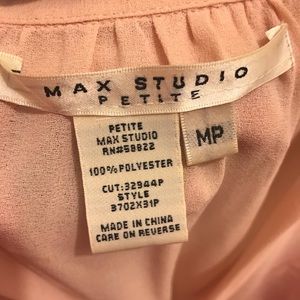 MAX STUDIO
PETITE
MP
PETITE
MAX STUDIO
RN#58822
100% POLYESTER
CUT: 32944P
STYLE
3702X31P
MADE IN CHINA
CARE ON REVERSE